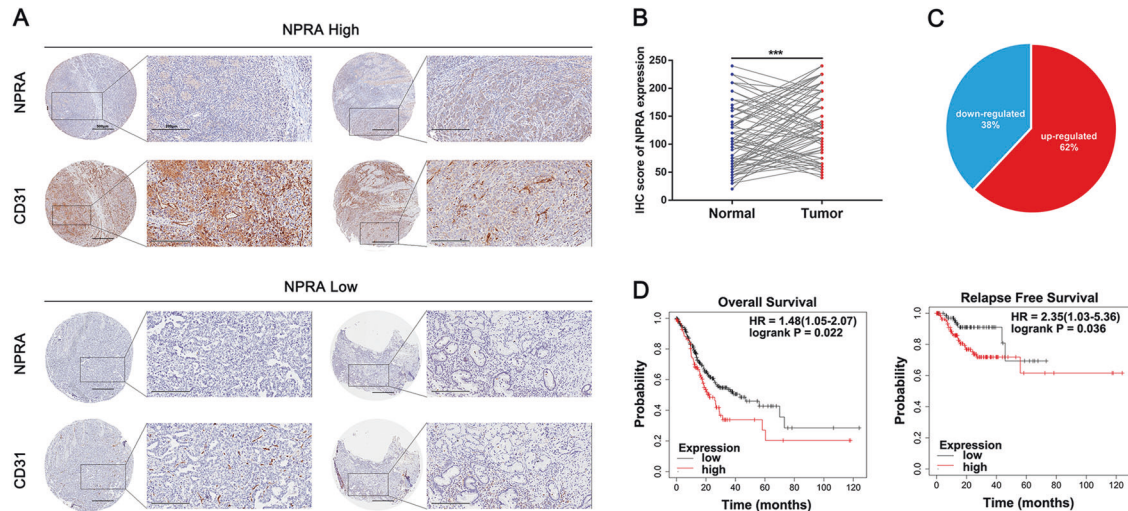 A
NPRA High
NPRA
CD31
NPRA Low
NPRA
CD31
B
***
IHC score of NPRA expression
250
200
150
100
50
0
Normal
Tumor
C
down-regulated
38%
up-regulated
62%
D
Overall Survival
HR = 1.48(1.05-2.07)
logrank P = 0.022
Probability
1.0
0.8
0.6
0.4
0.2
0.0
Expression
low
high
0 20 40 60 80 100 120
Time (months)
Relapse Free Survival
HR = 2.35(1.03-5.36)
logrank P = 0.036
Probability
1.0
0.8
0.6
0.4
0.2
0.0
Expression
low
high
0 20 40 60 80 100 120
Time (months)